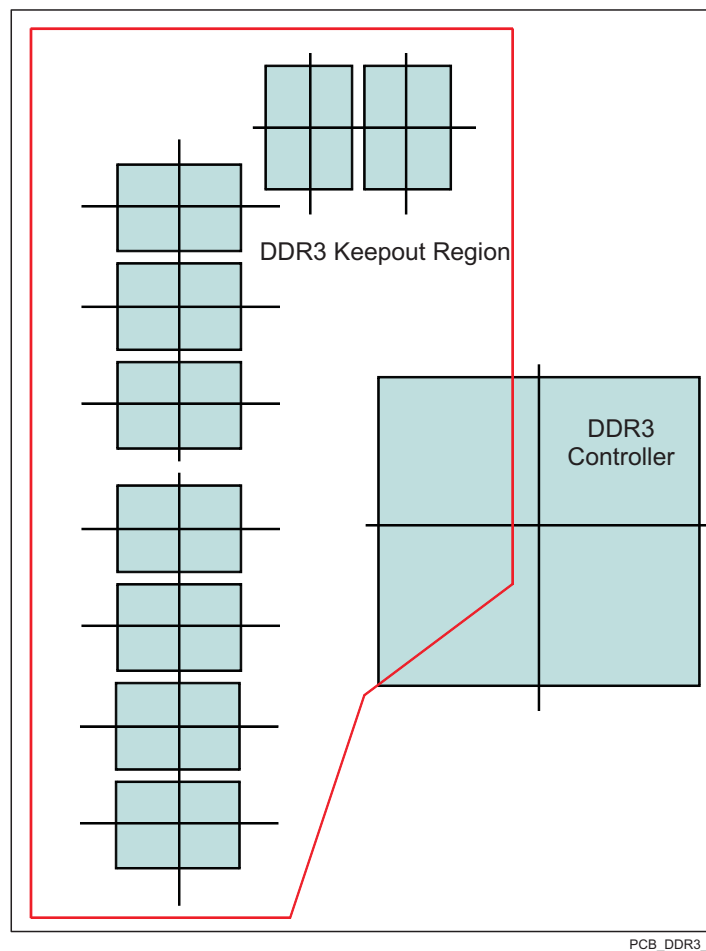 DDR3 Keepout Region
DDR3
Controller
PCB_DDR3_